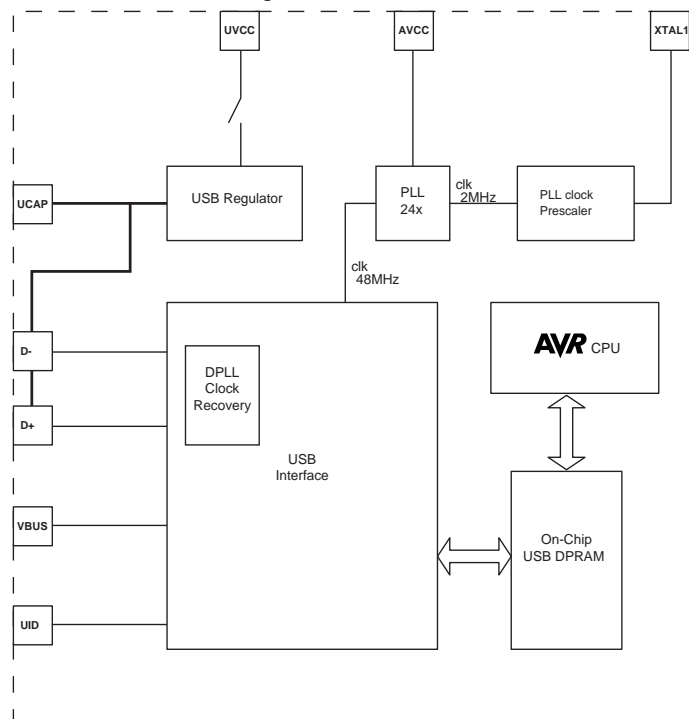 UVCC
AVCC
XTAL1
UCAP
USB Regulator
PLL
24x
clk
2MHz
PLL clock
Prescaler
clk
48MHz
D-
D+
DPLL
Clock
Recovery
AVR CPU
USB
Interface
VBUS
On-Chip
USB DPRAM
UID